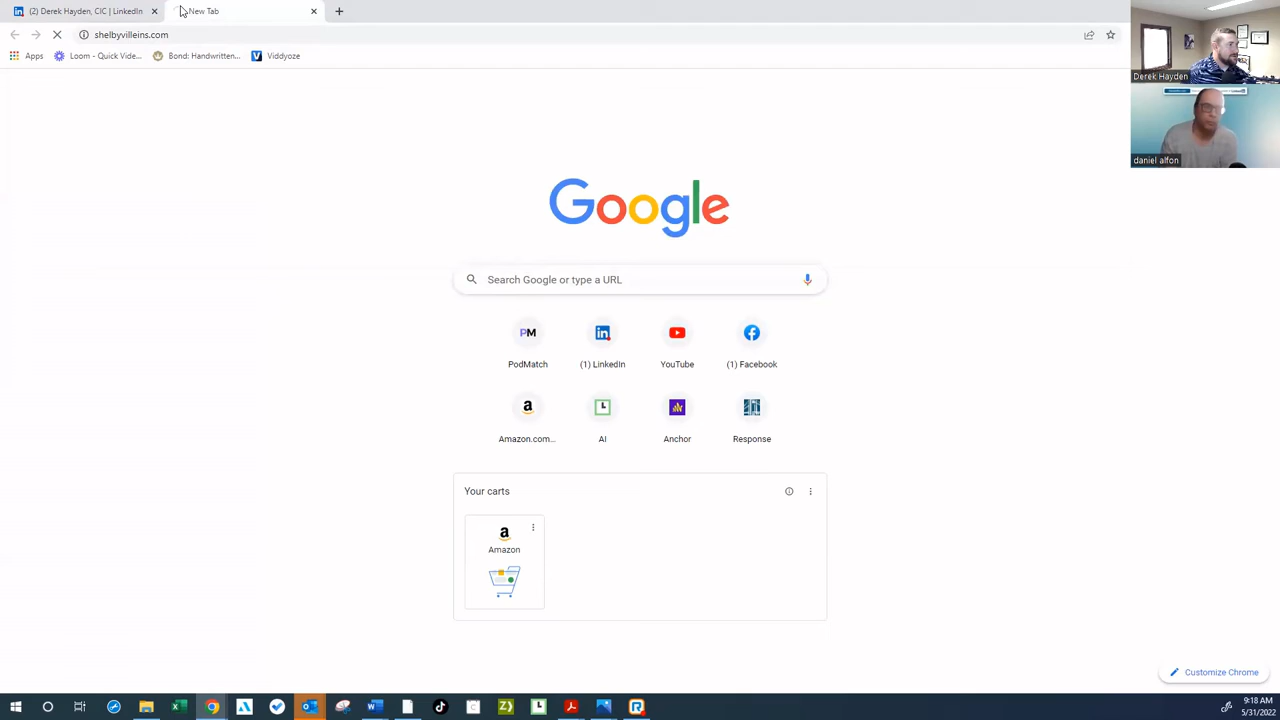 (2) Derek Hayden, CIC | LinkedIn
New Tab
shelbyvilleins.com
Apps
Loom - Quick Vide...
Bond: Handwritten...
Viddyoze
Derek Hayden
daniel alfon
Google
Search Google or type a URL
PM
PodMatch
(1) LinkedIn
YouTube
(1) Facebook
Amazon.com...
AI
Anchor
Response
Your carts
Amazon
Customize Chrome
9:18 AM
5/31/2022